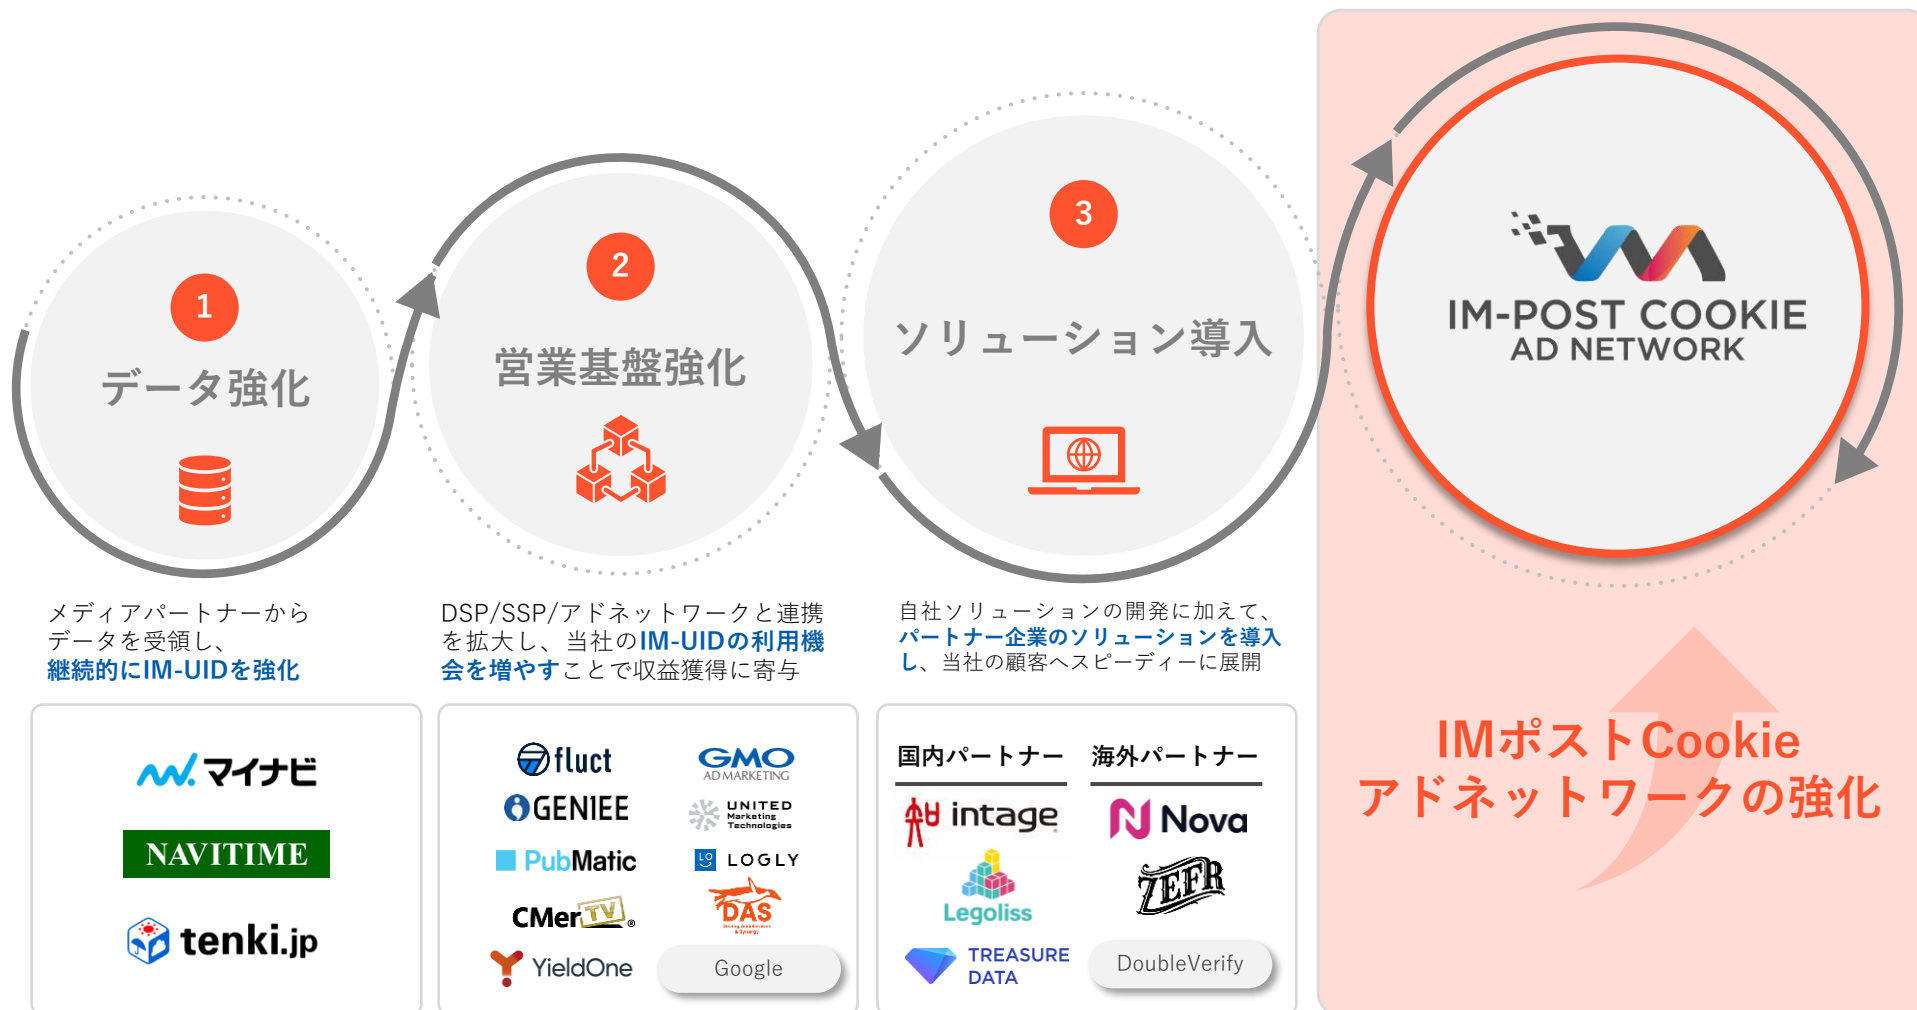 1
データ強化
メディアパートナーから
データを受領し、
継続的にIM-UIDを強化
マイナビ
NAVITIME
tenki.jp
2
営業基盤強化
DSP/SSP/アドネットワークと連携
を拡大し、当社のIM-UIDの利用機
会を増やすことで収益獲得に寄与
fluct
GENIEE
PubMatic
CMerTV®
YieldOne
GMO
AD MARKETING
UNITED
Marketing
Technologies
LO
LOGLY
DAS
Google
3
ソリューション導入
自社ソリューションの開発に加えて、
パートナー企業のソリューションを導入
し、当社の顧客へスピーディーに展開
国内パートナー
intage
Legoliss
TREASURE
DATA
海外パートナー
Nova
ZEFR
DoubleVerify
IM-POST COOKIE
AD NETWORK
IMポストCookie
アドネットワークの強化